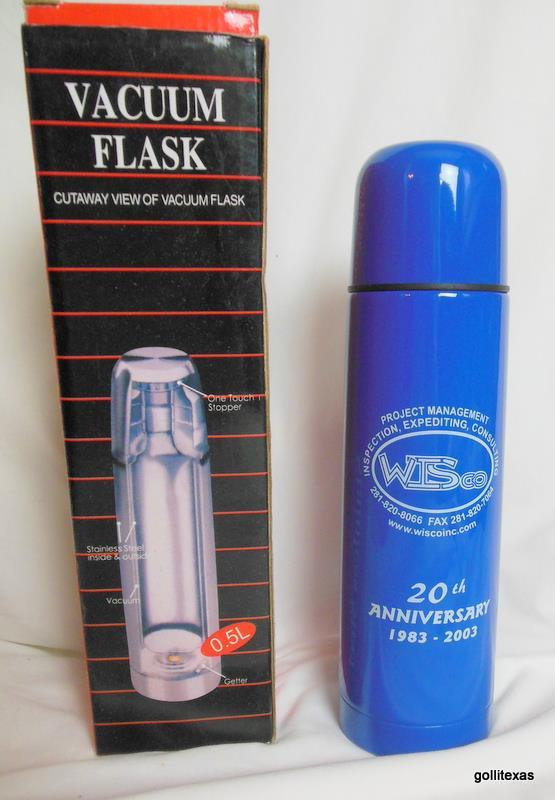 VACUUM
FLASK
CUTAWAY VIEW OF VACUUM FLASK
One Touch
Stopper
Stainless Steel
inside & outside
Vacuum
0.5L
Getter
PROJECT MANAGEMENT
INSPECTION, EXPEDITING, CONSULTING
WISCO
281-820-8066 FAX 281-820-7064
www.wiscoinc.com
20th
ANNIVERSARY
1983 - 2003
gollitexas